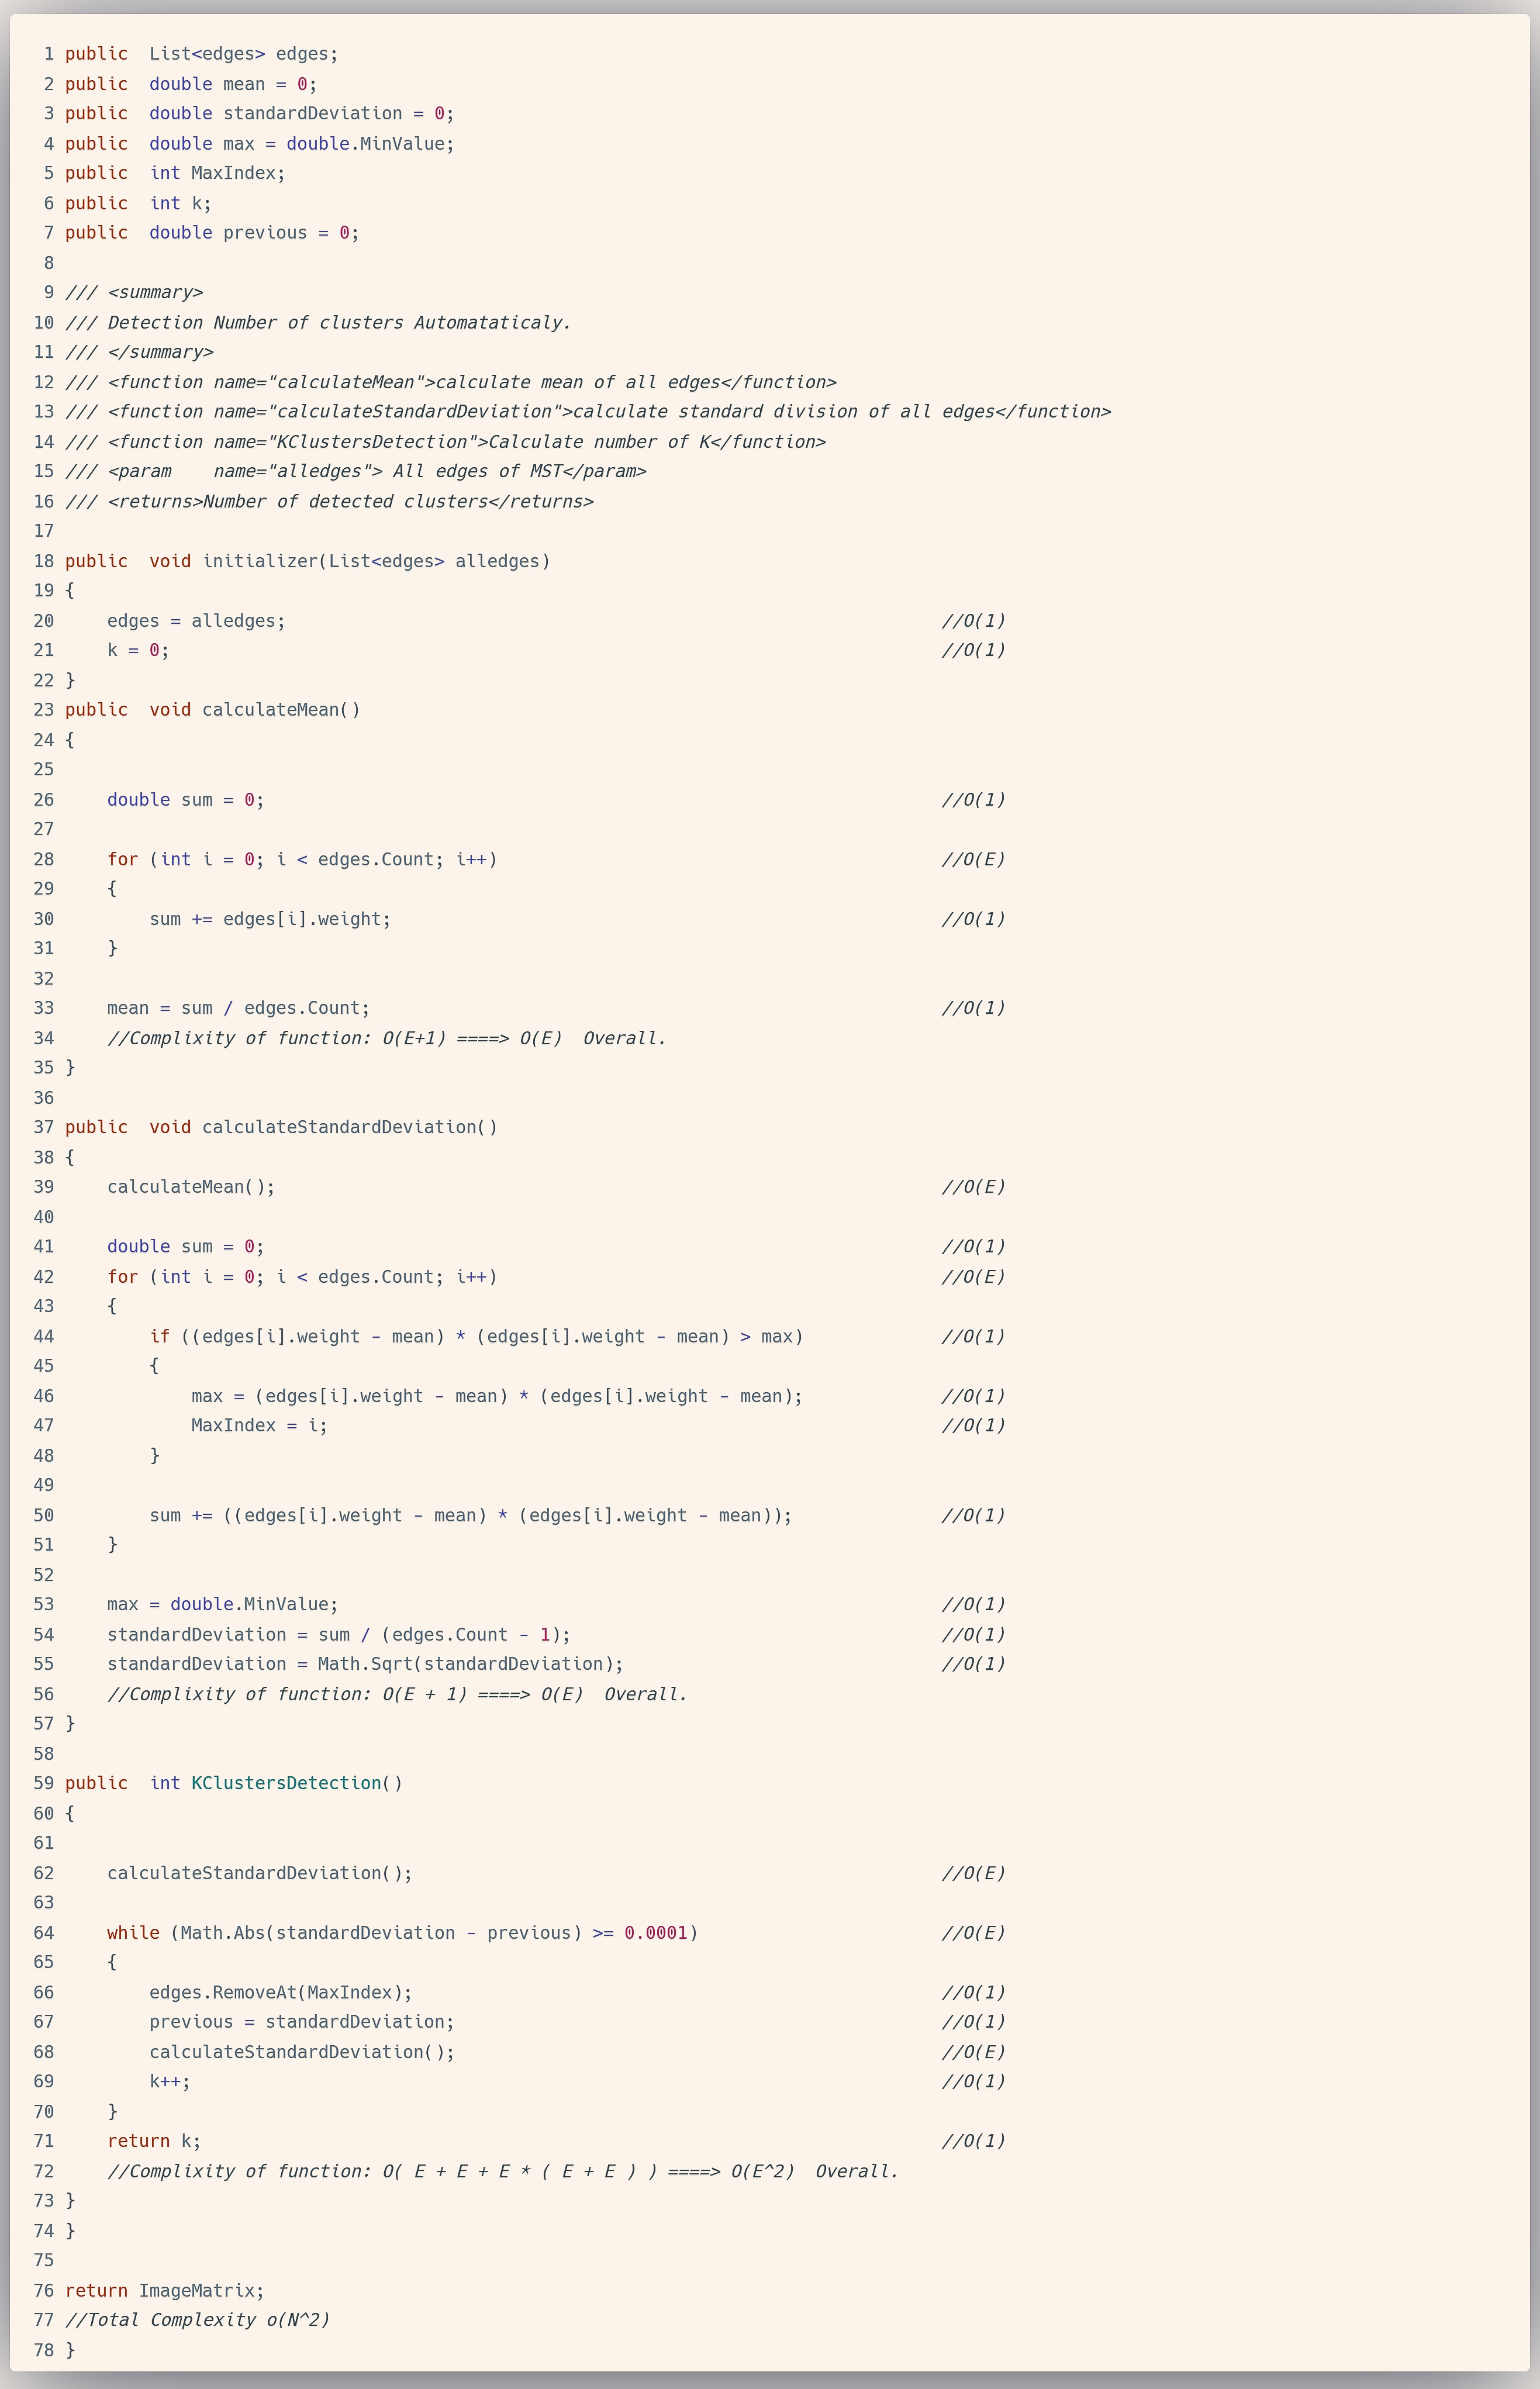 1 public  List<edges> edges;
2 public  double mean = 0;
3 public  double standardDeviation = 0;
4 public  double max = double.MinValue;
5 public  int MaxIndex;
6 public  int k;
7 public  double previous = 0;
8
9 /// <summary>
10 /// Detection Number of clusters Automataticaly.
11 /// </summary>
12 /// <function name="calculateMean">calculate mean of all edges</function>
13 /// <function name="calculateStandardDeviation">calculate standard division of all edges</function>
14 /// <function name="KClustersDetection">Calculate number of K</function>
15 /// <param    name="alledges"> All edges of MST</param>
16 /// <returns>Number of detected clusters</returns>
17
18 public  void initializer(List<edges> alledges)
19 {
20     edges = alledges;                                                              //O(1)
21     k = 0;                                                                         //O(1)
22 }
23 public  void calculateMean()
24 {
25
26     double sum = 0;                                                                //O(1)
27
28     for (int i = 0; i < edges.Count; i++)                                          //O(E)
29     {
30         sum += edges[i].weight;                                                    //O(1)
31     }
32
33     mean = sum / edges.Count;                                                      //O(1)
34     //Complixity of function: O(E+1) ====> O(E)  Overall.
35 }
36
37 public  void calculateStandardDeviation()
38 {
39     calculateMean();                                                               //O(E)
40
41     double sum = 0;                                                                //O(1)
42     for (int i = 0; i < edges.Count; i++)                                          //O(E)
43     {
44         if ((edges[i].weight - mean) * (edges[i].weight - mean) > max)             //O(1)
45         {
46             max = (edges[i].weight - mean) * (edges[i].weight - mean);             //O(1)
47             MaxIndex = i;                                                          //O(1)
48         }
49
50         sum += ((edges[i].weight - mean) * (edges[i].weight - mean));              //O(1)
51     }
52
53     max = double.MinValue;                                                         //O(1)
54     standardDeviation = sum / (edges.Count - 1);                                   //O(1)
55     standardDeviation = Math.Sqrt(standardDeviation);                              //O(1)
56     //Complixity of function: O(E + 1) ====> O(E)  Overall.
57 }
58
59 public  int KClustersDetection()
60 {
61
62     calculateStandardDeviation();                                                  //O(E)
63
64     while (Math.Abs(standardDeviation - previous) >= 0.0001)                       //O(E)
65     {
66         edges.RemoveAt(MaxIndex);                                                  //O(1)
67         previous = standardDeviation;                                              //O(1)
68         calculateStandardDeviation();                                              //O(E)
69         k++;                                                                       //O(1)
70     }
71     return k;                                                                      //O(1)
72     //Complixity of function: O( E + E + E * ( E + E ) ) ====> O(E^2)  Overall.
73 }
74 }
75
76 return ImageMatrix;
77 //Total Complexity o(N^2)
78 }